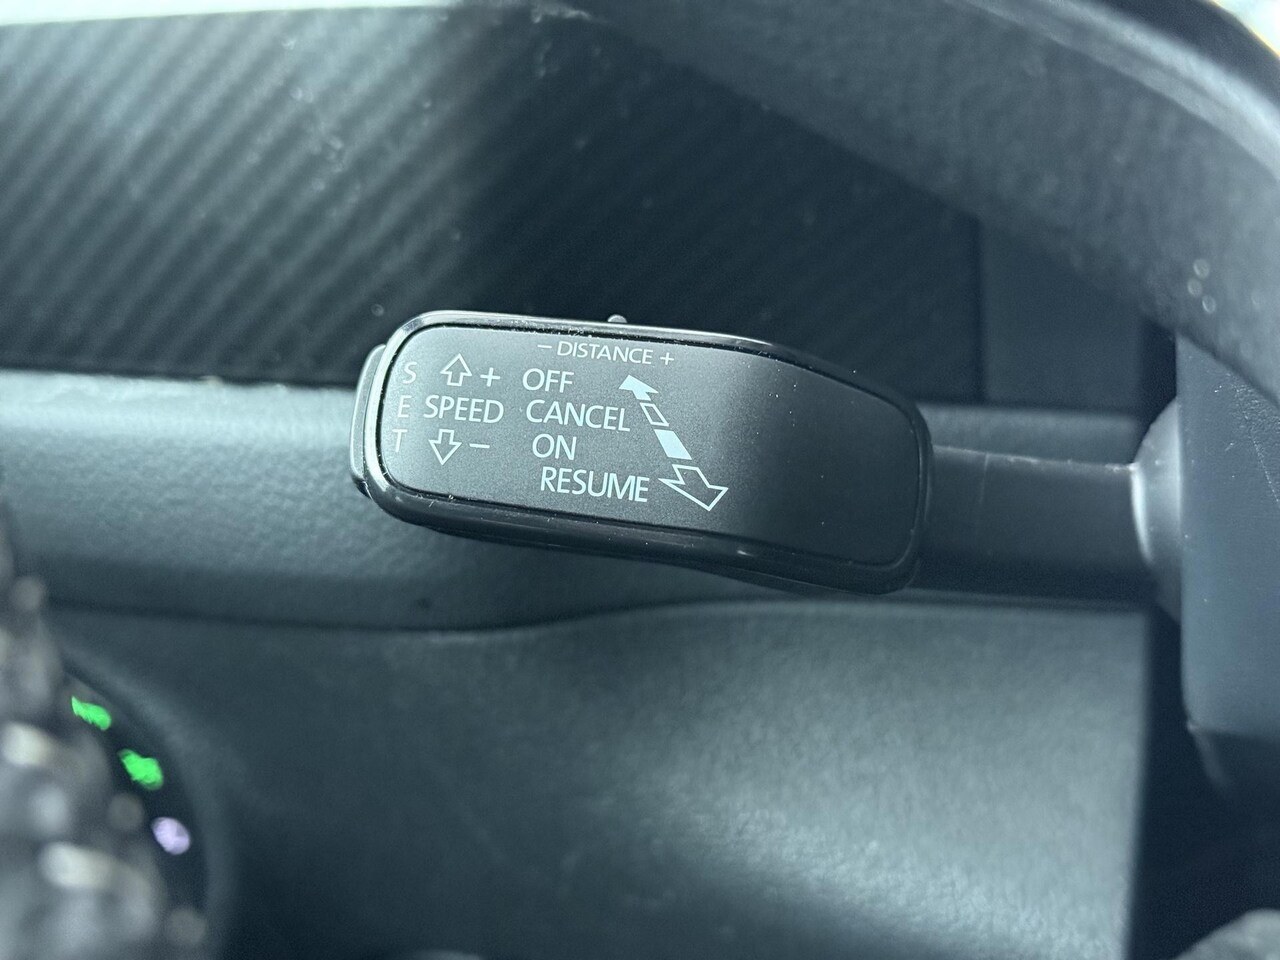 − DISTANCE +
S + OFF
E SPEED CANCEL
T − ON
RESUME